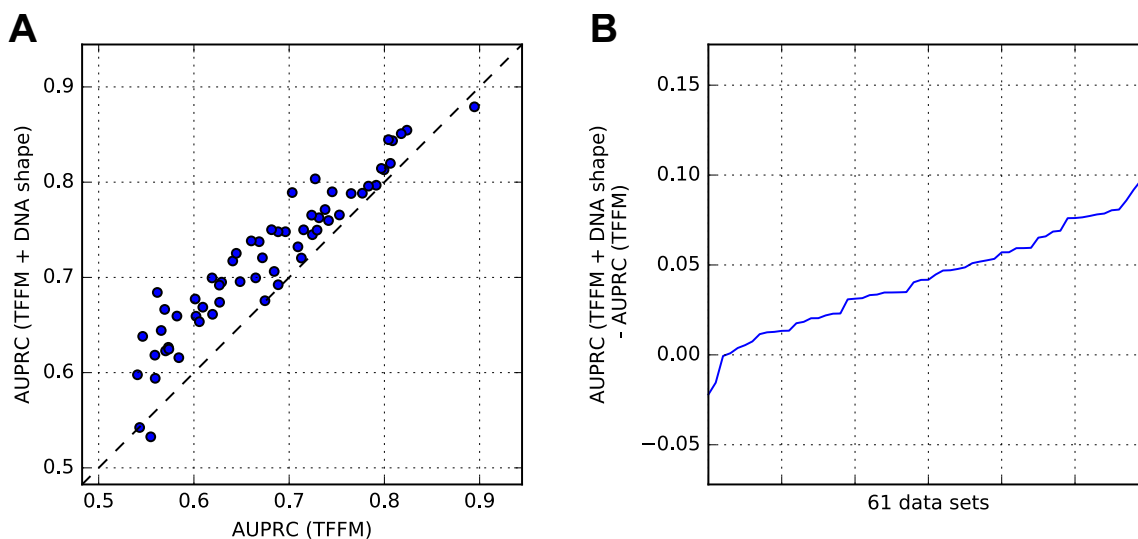 A
AUPRC (TFFM + DNA shape)
0.9
0.8
0.7
0.6
0.5
0.5 0.6 0.7 0.8 0.9
AUPRC (TFFM)
B
AUPRC (TFFM + DNA shape)
- AUPRC (TFFM)
0.15
0.10
0.05
0.00
−0.05
61 data sets